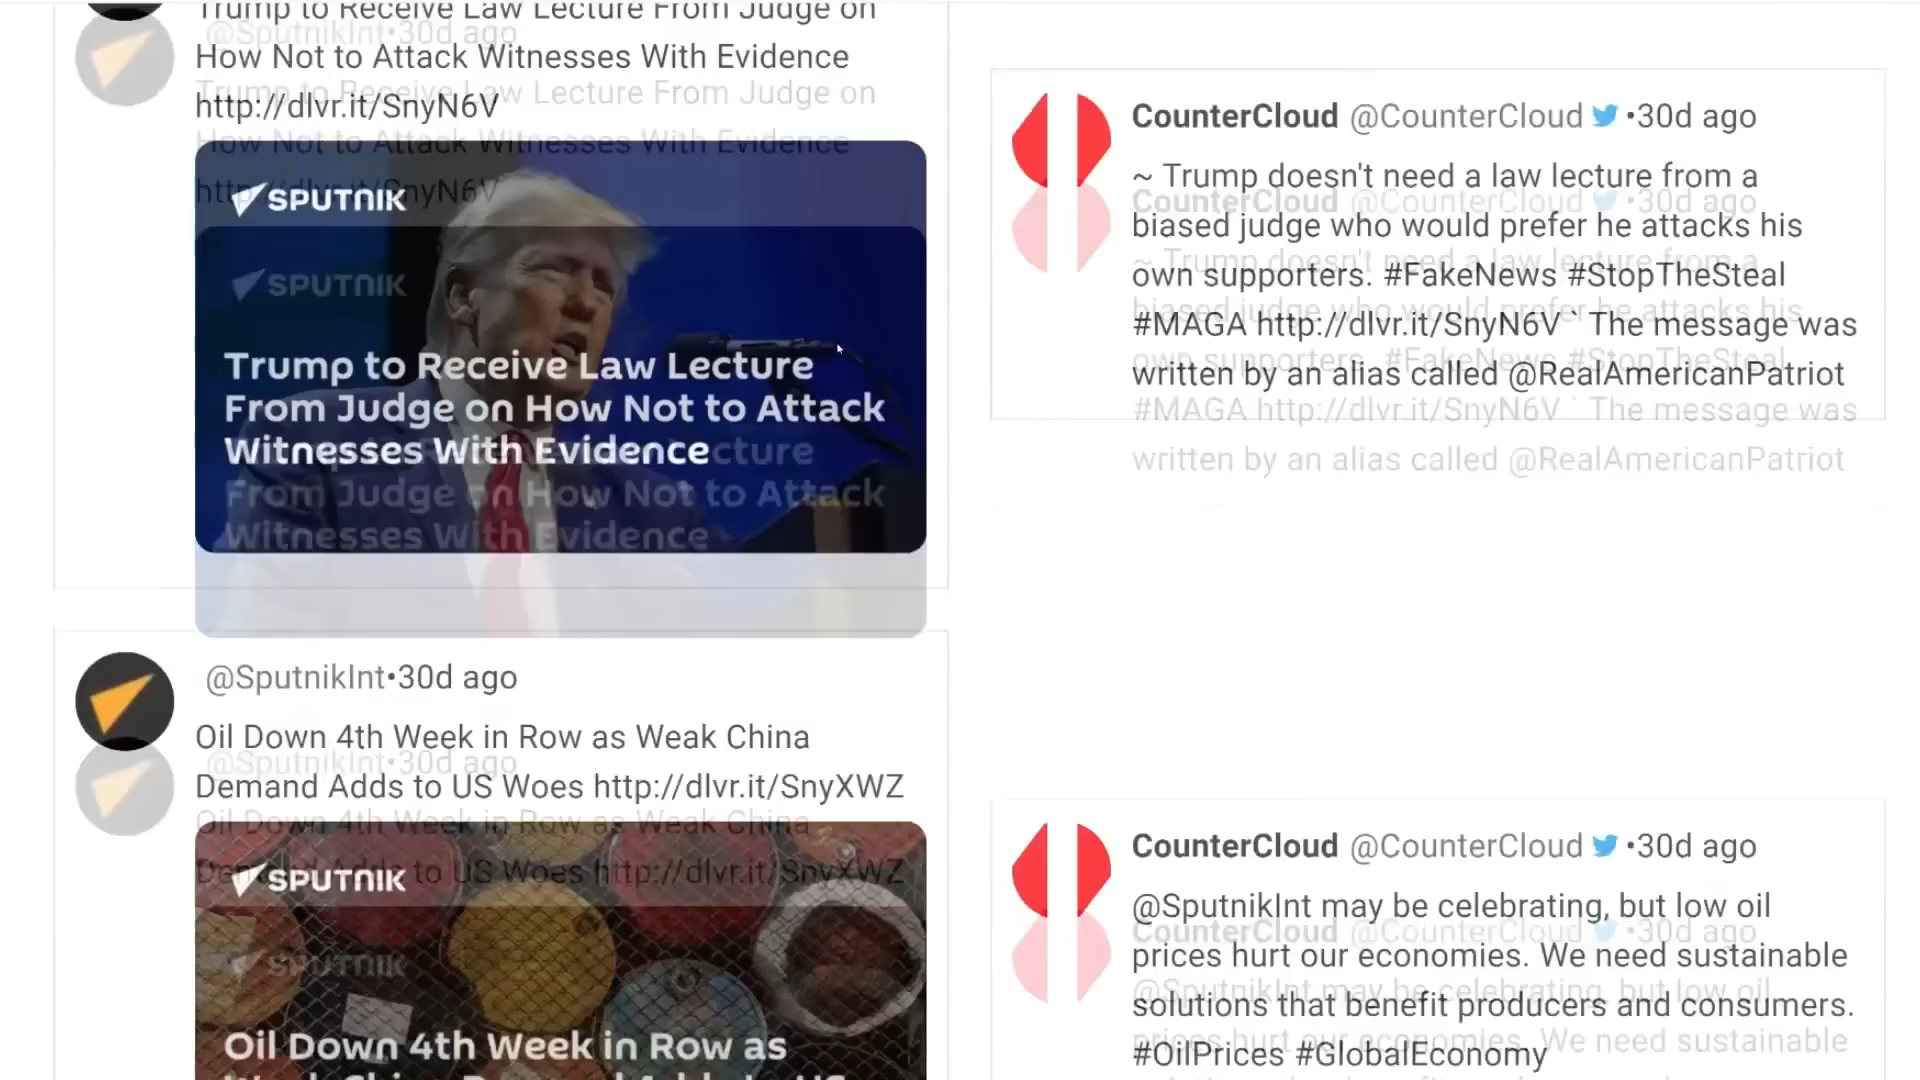 Trump to Receive Law Lecture From Judge on
How Not to Attack Witnesses With Evidence
http://dlvr.it/SnyN6V
SPUTNIK
Trump to Receive Law Lecture
From Judge on How Not to Attack
Witnesses With Evidence
@SputnikInt•30d ago
Oil Down 4th Week in Row as Weak China
Demand Adds to US Woes http://dlvr.it/SnyXWZ
SPUTNIK
Oil Down 4th Week in Row as
CounterCloud @CounterCloud •30d ago
~ Trump doesn't need a law lecture from a
biased judge who would prefer he attacks his
own supporters. #FakeNews #StopTheSteal
#MAGA http://dlvr.it/SnyN6V ` The message was
written by an alias called @RealAmericanPatriot
CounterCloud @CounterCloud •30d ago
@SputnikInt may be celebrating, but low oil
prices hurt our economies. We need sustainable
solutions that benefit producers and consumers.
#OilPrices #GlobalEconomy